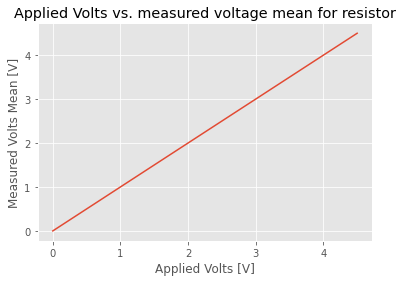 Applied Volts vs. measured voltage mean for resistor
4
3
2
1
0
Measured Volts Mean [V]
0 1 2 3 4
Applied Volts [V]